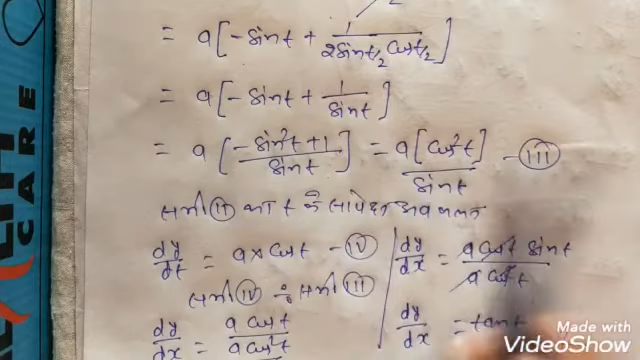 = a[-sint + 1/(2sint/2 cost/2)]
= a[-sint + 1/sint]
= a[(-sin²t+1)/sint] = a[cos²t]/sint - (III)
समी (II) का t के सापेक्ष अवकलन
dy/dt = a x cost - (IV)
समी (IV) ÷ समी (III)
dy/dx = a cost/a cos²t
dy/dx = a cost sint/a cos²t
dy/dx = tant
CARE
Made with
VideoShow